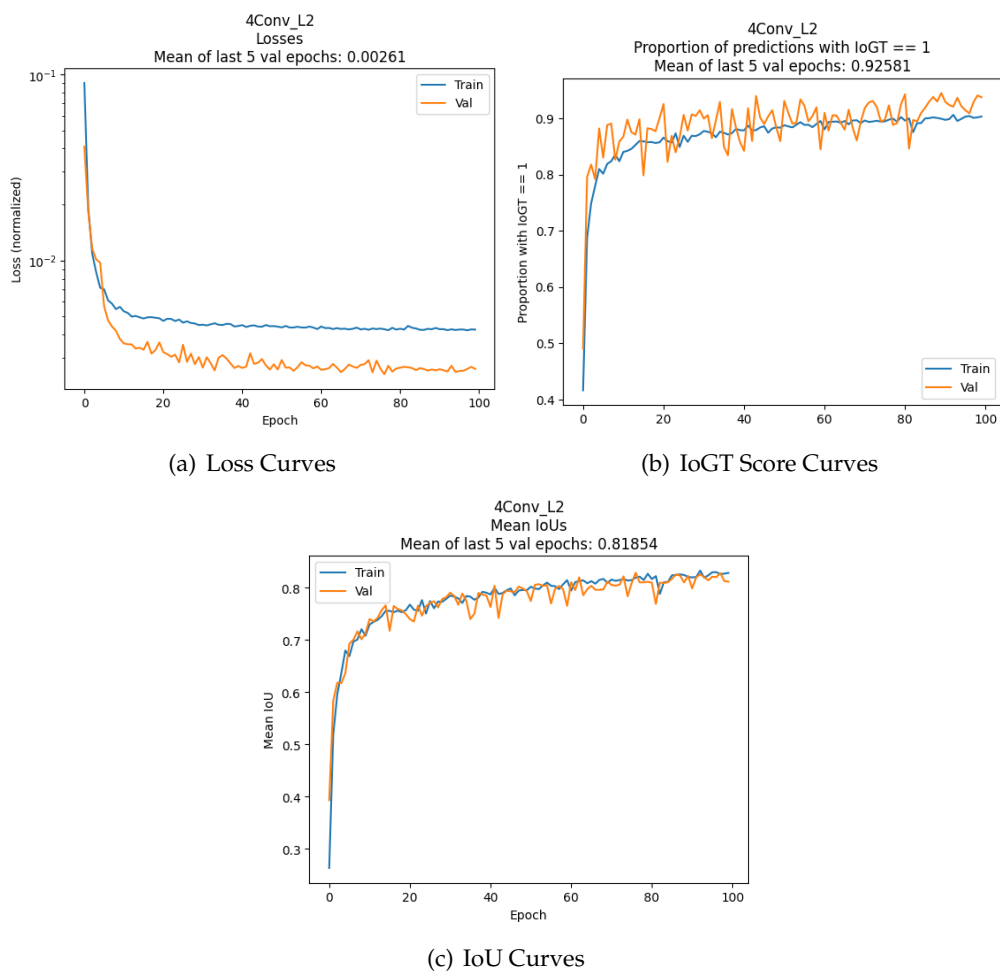 4Conv_L2
Losses
Mean of last 5 val epochs: 0.00261
10⁻¹
10⁻²
Loss (normalized)
Train
Val
0 20 40 60 80 100
Epoch
(a) Loss Curves
4Conv_L2
Proportion of predictions with IoGT == 1
Mean of last 5 val epochs: 0.92581
0.9
0.8
0.7
0.6
0.5
0.4
Proportion with IoGT == 1
Train
Val
0 20 40 60 80 100
(b) IoGT Score Curves
4Conv_L2
Mean IoUs
Mean of last 5 val epochs: 0.81854
Train
Val
0.8
0.7
0.6
0.5
0.4
0.3
Mean IoU
0 20 40 60 80 100
Epoch
(c) IoU Curves